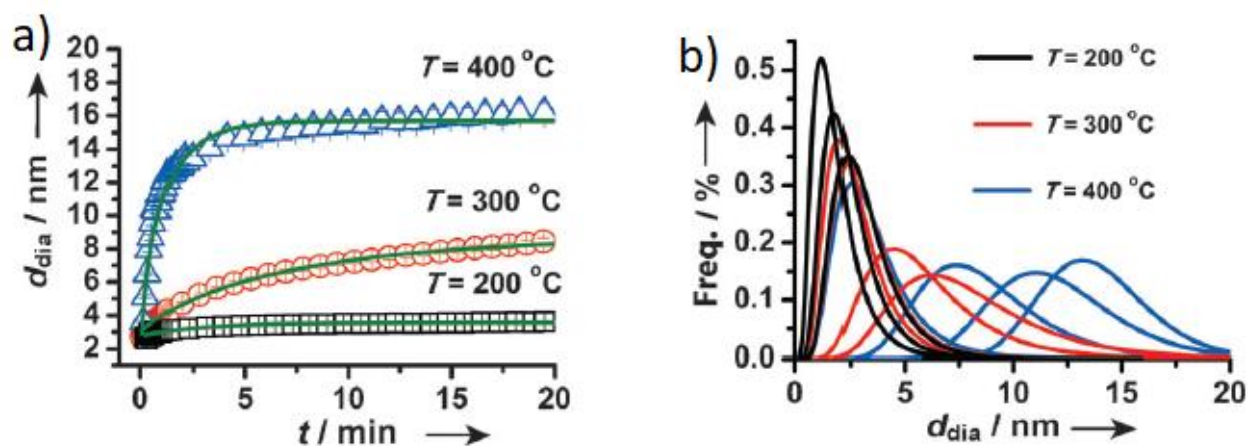 a)
20
18
16
14
12
10
8
6
4
2
d_dia / nm
T = 400 °C
T = 300 °C
T = 200 °C
0 5 10 15 20
t / min
b)
0.5
0.4
0.3
0.2
0.1
0.0
Freq. / %
T = 200 °C
T = 300 °C
T = 400 °C
0 5 10 15 20
d_dia / nm